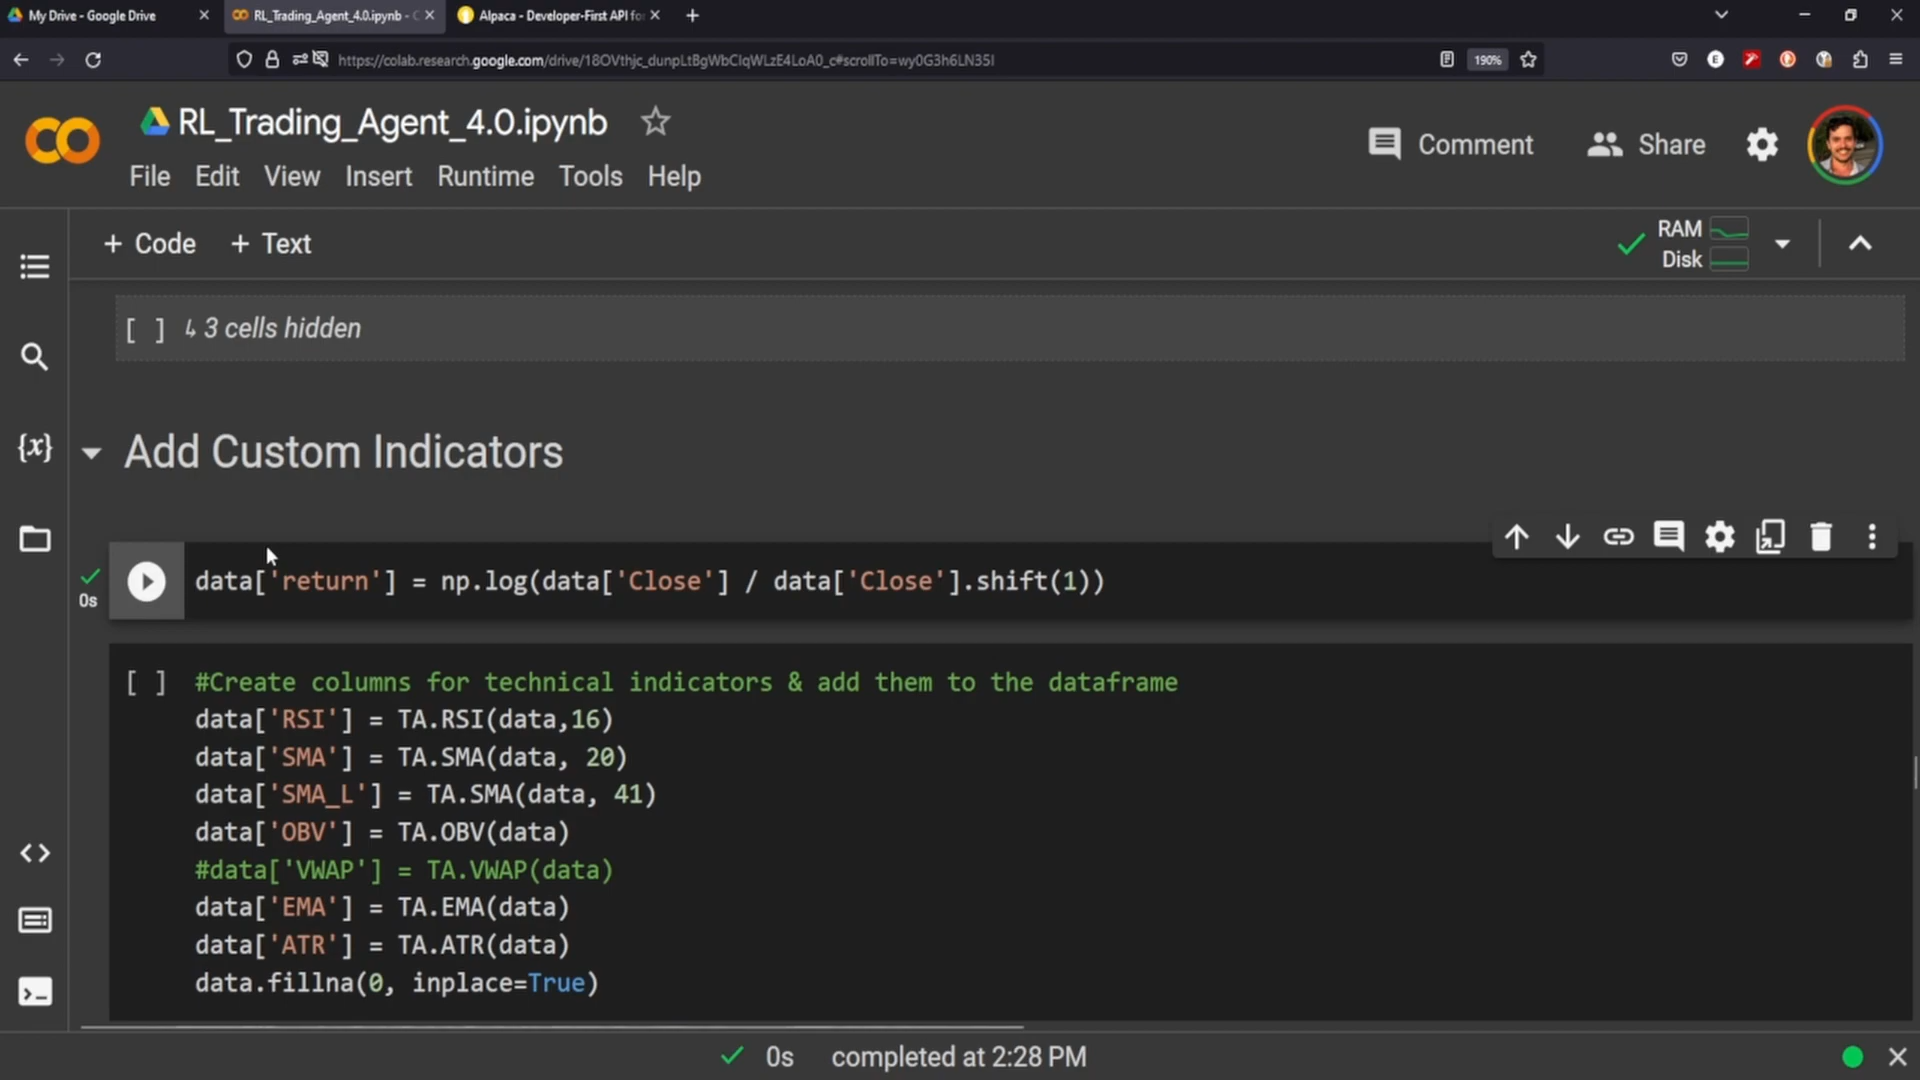 My Drive - Google Drive
RL_Trading_Agent_4.0.ipynb - C
Alpaca - Developer-First API fo
https://colab.research.google.com/drive/18OVthjc_dunpLtBgWbCIqWLzE4LoA0_c#scrollTo=wy0G3h6LN35I
190%
RL_Trading_Agent_4.0.ipynb
Comment
Share
File Edit View Insert Runtime Tools Help
+ Code + Text
RAM
Disk
[ ] ↳ 3 cells hidden
{x}
Add Custom Indicators
0s
data['return'] = np.log(data['Close'] / data['Close'].shift(1))
[ ] #Create columns for technical indicators & add them to the dataframe
data['RSI'] = TA.RSI(data,16)
data['SMA'] = TA.SMA(data, 20)
data['SMA_L'] = TA.SMA(data, 41)
data['OBV'] = TA.OBV(data)
#data['VWAP'] = TA.VWAP(data)
data['EMA'] = TA.EMA(data)
data['ATR'] = TA.ATR(data)
data.fillna(0, inplace=True)
0s completed at 2:28 PM